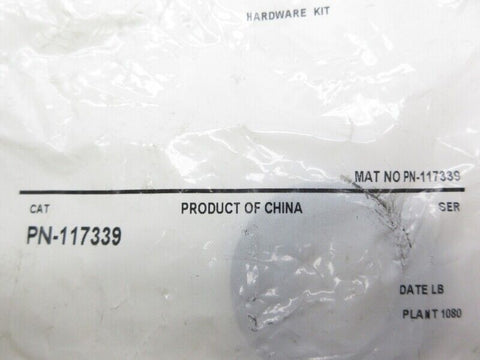 HARDWARE KIT
MAT NO PN-117339
CAT PRODUCT OF CHINA SER
PN-117339
DATE LB
PLANT 1080